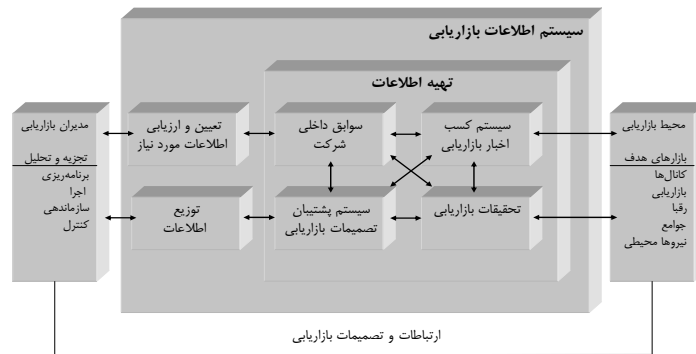 سیستم اطلاعات بازاریابی
تهیه اطلاعات
محیط بازاریابی
بازارهای هدف
کانال‌ها
بازاریابی
رقبا
جوامع
نیروها محیطی
سیستم کسب
اخبار بازاریابی
سوابق داخلی
شرکت
تحقیقات بازاریابی
سیستم پشتیبان
تصمیمات بازاریابی
تعیین و ارزیابی
اطلاعات مورد نیاز
توزیع
اطلاعات
مدیران بازاریابی
تجزیه و تحلیل
برنامه‌ریزی
اجرا
سازماندهی
کنترل
ارتباطات و تصمیمات بازاریابی